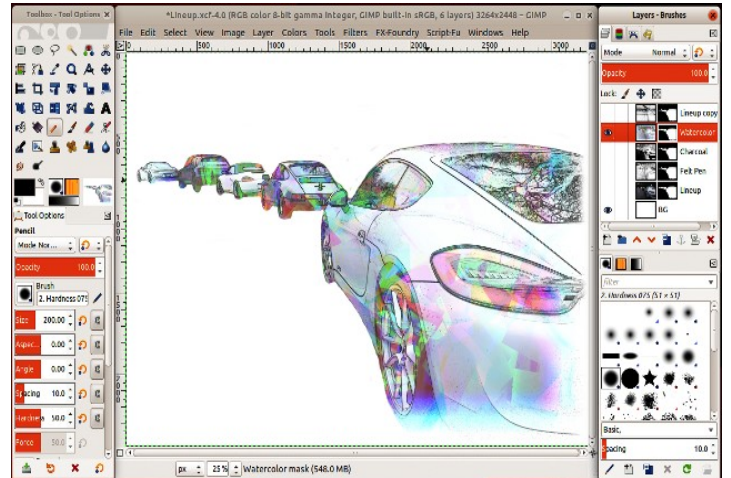 Toolbox - Tool Options
*Lineup.xcf-4.0 (RGB color 8-bit gamma integer, GIMP built-in sRGB, 6 layers) 3264x2448 – GIMP
Layers - Brushes
File Edit Select View Image Layer Colors Tools Filters FX-Foundry Script-Fu Windows Help
0 500 1000 1500 2000 2500 3000
Mode Normal
Opacity 100.0
Lock:
Lineup copy
Watercolor
Charcoal
Felt Pen
Lineup
BG
Tool Options
Pencil
Mode Nor...
Opacity 100.0
Brush
2. Hardness 075
Size 200.00
Aspec... 0.00
Angle 0.00
Spacing 10.0
Hardness 50.0
Force 50.0
filter
2. Hardness 075 (51 × 51)
Basic,
Spacing 10.0
px 25 % Watercolor mask (548.0 MB)